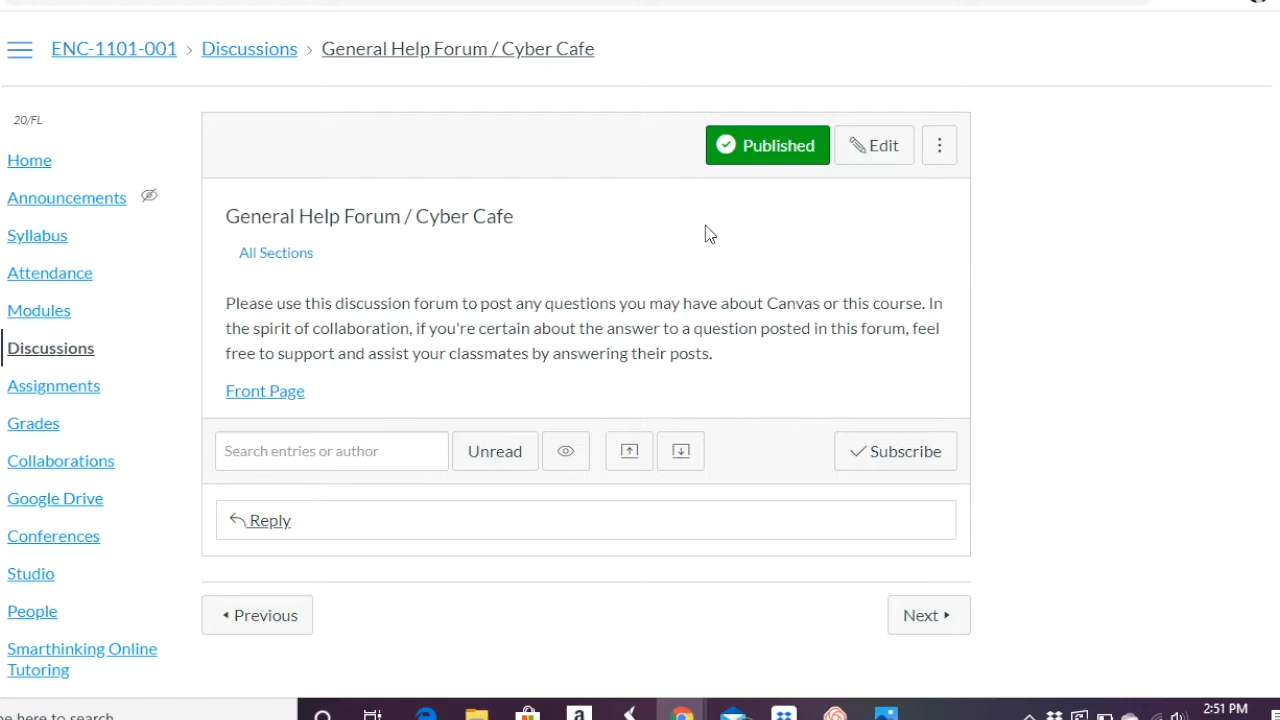 ENC-1101-001 › Discussions › General Help Forum / Cyber Cafe
20/FL
Home
Announcements
Syllabus
Attendance
Modules
Discussions
Assignments
Grades
Collaborations
Google Drive
Conferences
Studio
People
Smarthinking Online
Tutoring
Published
Edit
General Help Forum / Cyber Cafe
All Sections
Please use this discussion forum to post any questions you may have about Canvas or this course. In
the spirit of collaboration, if you're certain about the answer to a question posted in this forum, feel
free to support and assist your classmates by answering their posts.
Front Page
Search entries or author
Unread
Subscribe
Reply
Previous
Next
here to search
2:51 PM